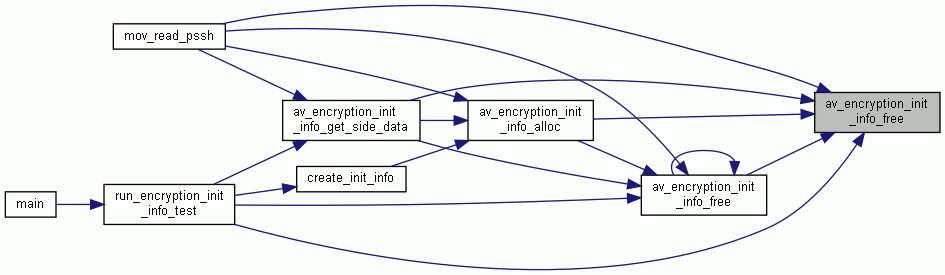 mov_read_pssh
av_encryption_init
_info_free
av_encryption_init
_info_get_side_data
av_encryption_init
_info_alloc
create_init_info
av_encryption_init
_info_free
main
run_encryption_init
_info_test